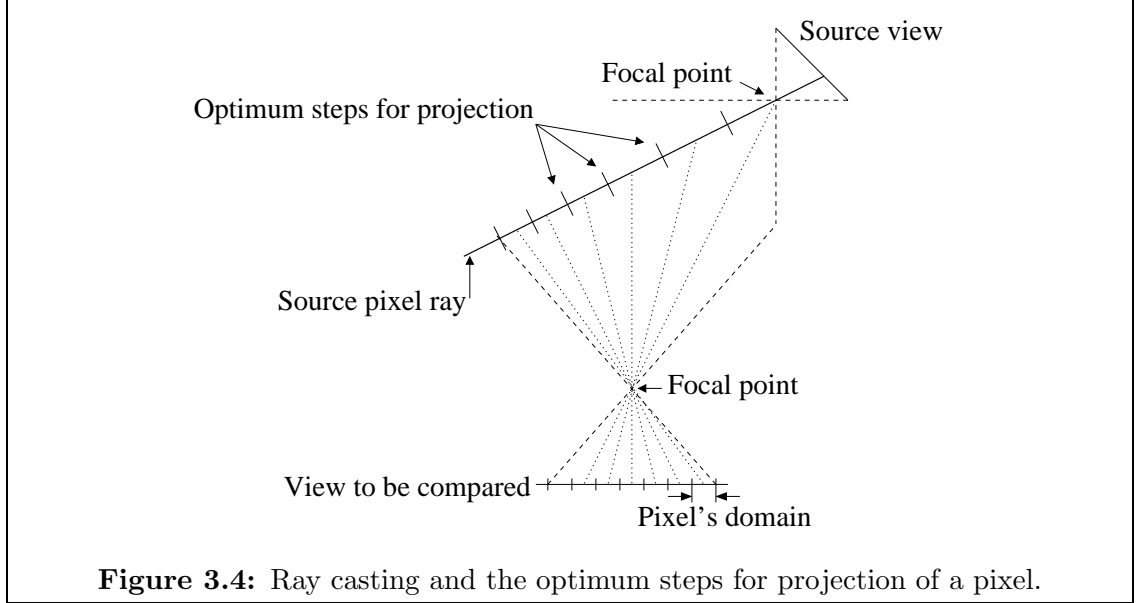 Source view
Focal point
Optimum steps for projection
Source pixel ray
Focal point
View to be compared
Pixel's domain
Figure 3.4: Ray casting and the optimum steps for projection of a pixel.